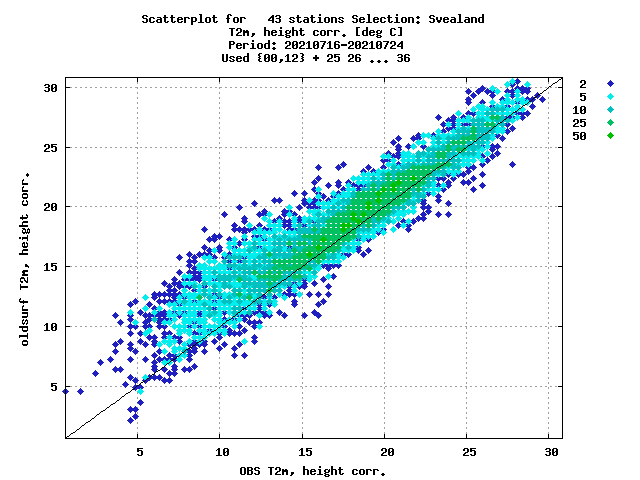 Scatterplot for   43 stations Selection: Svealand
T2m, height corr. [deg C]
Period: 20210716-20210724
Used {00,12} + 25 26 ... 36
2
5
10
25
50
30
25
20
15
10
5
oldsurf T2m, height corr.
5 10 15 20 25 30
OBS T2m, height corr.